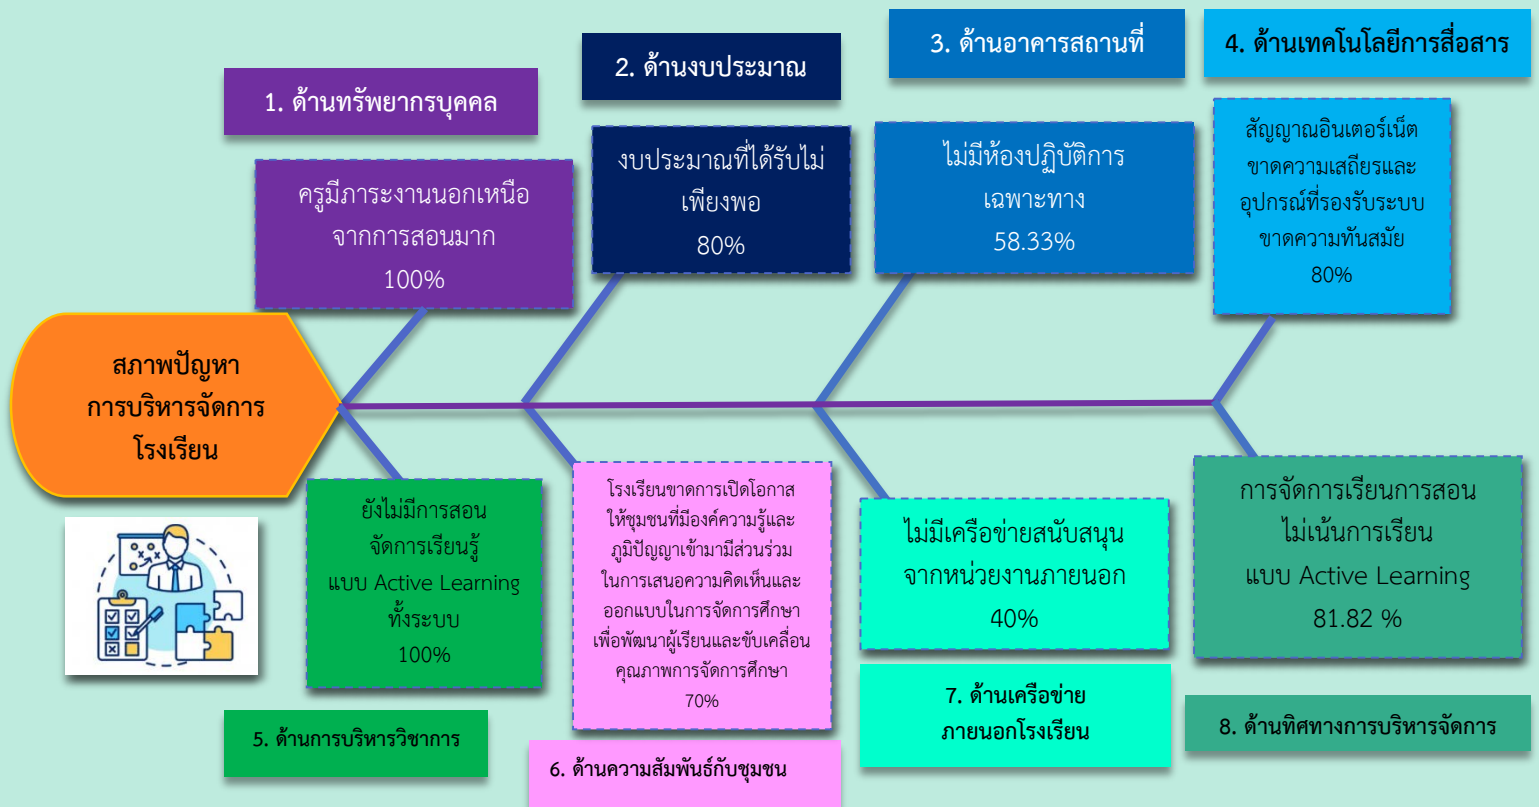 1. ด้านทรัพยากรบุคคล
ครูมีภาระงานนอกเหนือ
จากการสอนมาก
100%
2. ด้านงบประมาณ
งบประมาณที่ได้รับไม่
เพียงพอ
80%
3. ด้านอาคารสถานที่
ไม่มีห้องปฏิบัติการ
เฉพาะทาง
58.33%
4. ด้านเทคโนโลยีการสื่อสาร
สัญญาณอินเตอร์เน็ต
ขาดความเสถียรและ
อุปกรณ์ที่รองรับระบบ
ขาดความทันสมัย
80%
สภาพปัญหา
การบริหารจัดการ
โรงเรียน
ยังไม่มีการสอน
จัดการเรียนรู้
แบบ Active Learning
ทั้งระบบ
100%
5. ด้านการบริหารวิชาการ
โรงเรียนขาดการเปิดโอกาส
ให้ชุมชนที่มีองค์ความรู้และ
ภูมิปัญญาเข้ามามีส่วนร่วม
ในการเสนอความคิดเห็นและ
ออกแบบในการจัดการศึกษา
เพื่อพัฒนาผู้เรียนและขับเคลื่อน
คุณภาพการจัดการศึกษา
70%
6. ด้านความสัมพันธ์กับชุมชน
ไม่มีเครือข่ายสนับสนุน
จากหน่วยงานภายนอก
40%
7. ด้านเครือข่าย
ภายนอกโรงเรียน
การจัดการเรียนการสอน
ไม่เน้นการเรียน
แบบ Active Learning
81.82 %
8. ด้านทิศทางการบริหารจัดการ